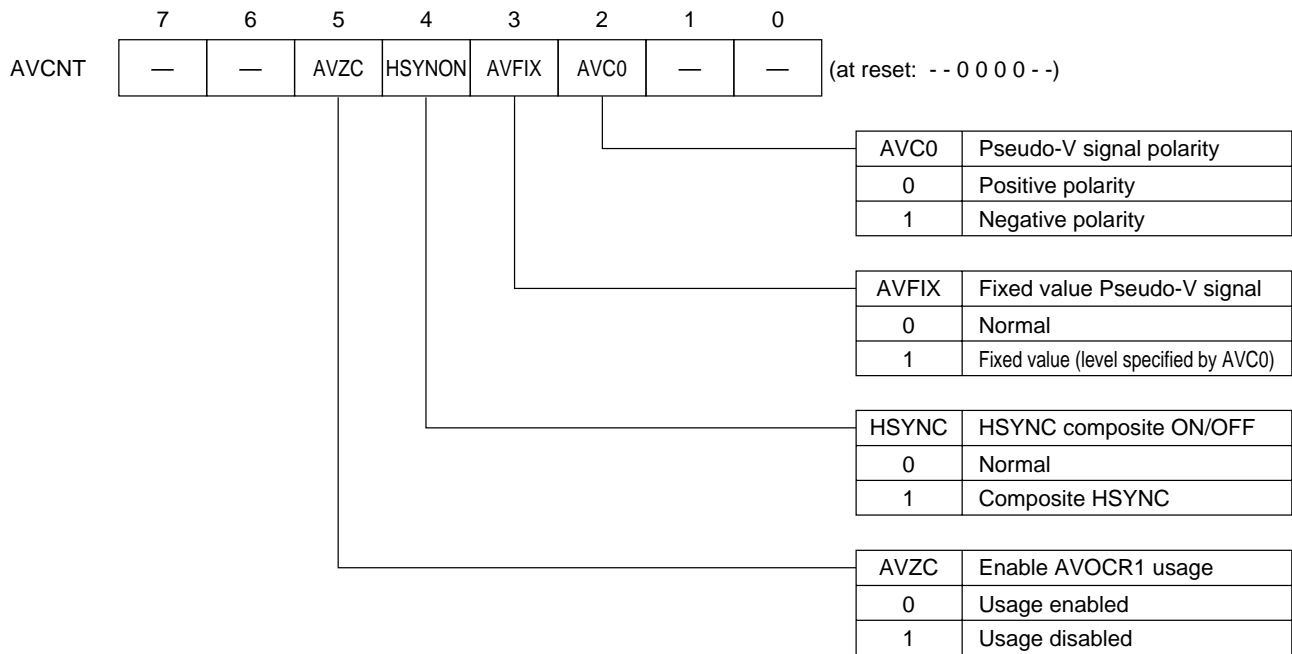 7 6 5 4 3 2 1 0
AVCNT — — AVZC HSYNON AVFIX AVC0 — — (at reset: - - 0 0 0 0 - -)
AVC0 Pseudo-V signal polarity
0 Positive polarity
1 Negative polarity
AVFIX Fixed value Pseudo-V signal
0 Normal
1 Fixed value (level specified by AVC0)
HSYNC HSYNC composite ON/OFF
0 Normal
1 Composite HSYNC
AVZC Enable AVOCR1 usage
0 Usage enabled
1 Usage disabled